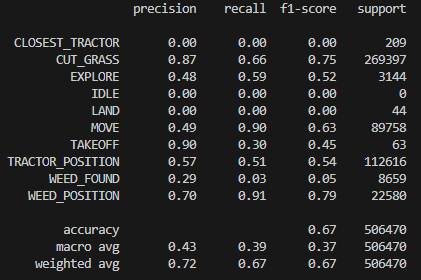 precision recall f1-score support
CLOSEST_TRACTOR 0.00 0.00 0.00 209
CUT_GRASS 0.87 0.66 0.75 269397
EXPLORE 0.48 0.59 0.52 3144
IDLE 0.00 0.00 0.00 0
LAND 0.00 0.00 0.00 44
MOVE 0.49 0.90 0.63 89758
TAKEOFF 0.90 0.30 0.45 63
TRACTOR_POSITION 0.57 0.51 0.54 112616
WEED_FOUND 0.29 0.03 0.05 8659
WEED_POSITION 0.70 0.91 0.79 22580
accuracy 0.67 506470
macro avg 0.43 0.39 0.37 506470
weighted avg 0.72 0.67 0.67 506470